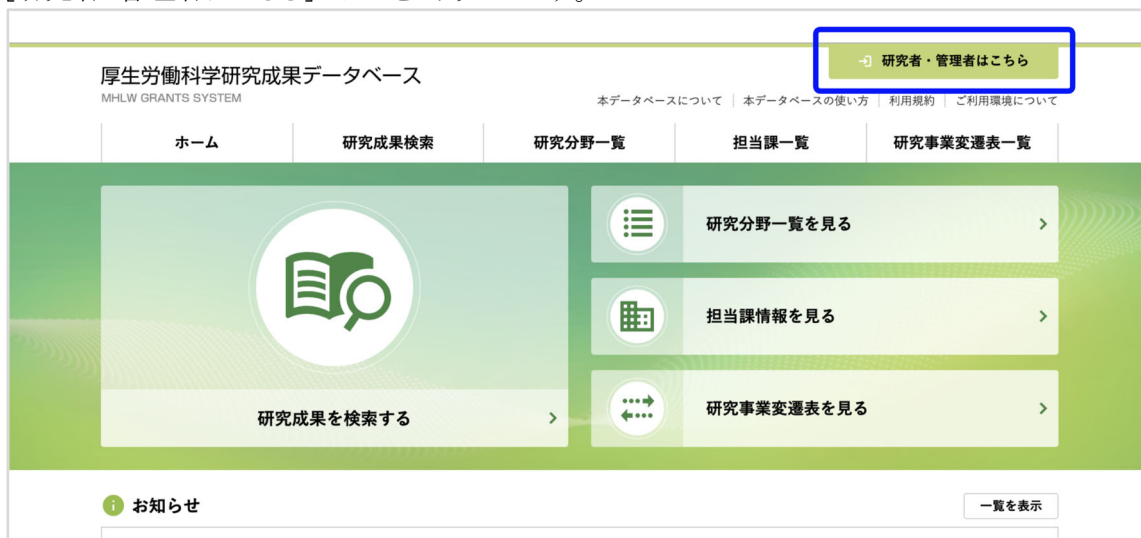 研究者・管理者はこちら
厚生労働科学研究成果データベース
MHLW GRANTS SYSTEM
本データベースについて 本データベースの使い方 利用規約 ご利用環境について
ホーム 研究成果検索 研究分野一覧 担当課一覧 研究事業変遷表一覧
研究分野一覧を見る
担当課情報を見る
研究事業変遷表を見る
研究成果を検索する
お知らせ 一覧を表示